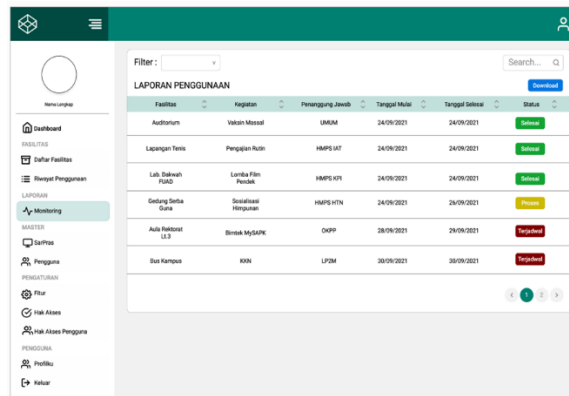 Filter :
v
Search...
LAPORAN PENGGUNAAN
Download
Nama Lengkap
Dashboard
FASILITAS
Daftar Fasilitas
Riwayat Penggunaan
LAPORAN
Monitoring
MASTER
SarPras
Pengguna
PENGATURAN
Fitur
Hak Akses
Hak Akses Pengguna
PENGGUNA
Profilku
Keluar
Fasilitas Kegiatan Penanggung Jawab Tanggal Mulai Tanggal Selesai Status
Auditorium Vaksin Massal UMUM 24/09/2021 24/09/2021 Selesai
Lapangan Tenis Pengajian Rutin HMPS IAT 24/09/2021 24/09/2021 Selesai
Lab. Dakwah Lomba Film HMPS KPI 24/09/2021 24/09/2021 Selesai
FUAD Pendek
Gedung Serba Sosialisasi HMPS HTN 24/09/2021 26/09/2021 Proses
Guna Himpunan
Aula Rektorat Bimtek MySAPK OKPP 28/09/2021 29/09/2021 Terjadwal
Lt.3
Bus Kampus KKN LP2M 30/09/2021 30/09/2021 Terjadwal
< 1 2 >